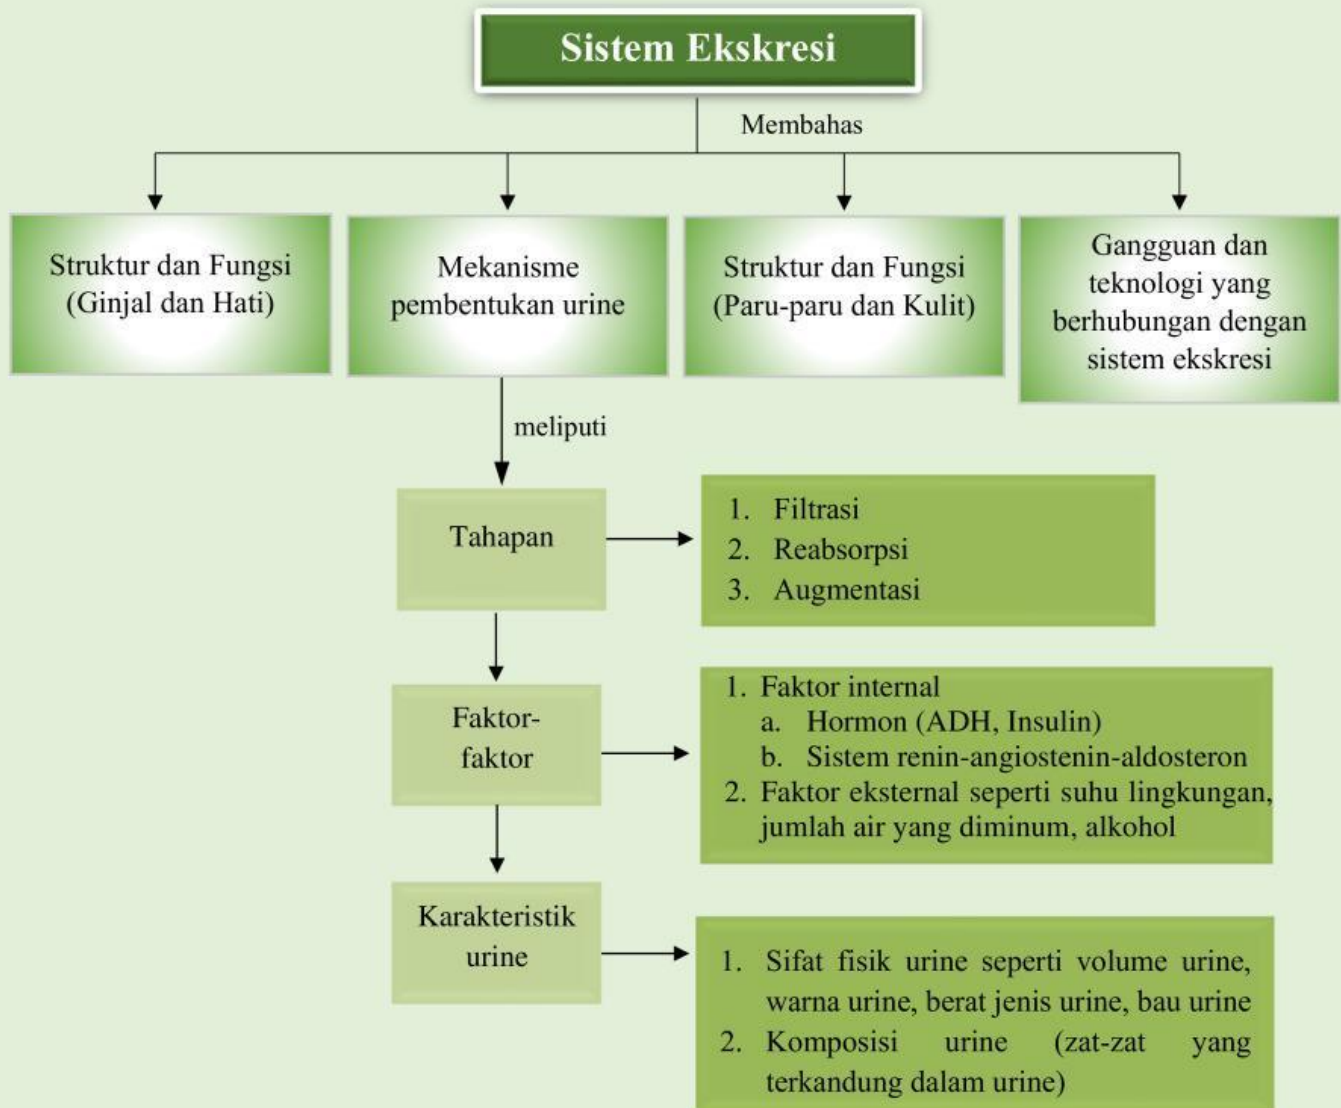 Sistem Ekskresi
Membahas
Struktur dan Fungsi
(Ginjal dan Hati)
Mekanisme
pembentukan urine
Struktur dan Fungsi
(Paru-paru dan Kulit)
Gangguan dan
teknologi yang
berhubungan dengan
sistem ekskresi
meliputi
Tahapan
1. Filtrasi
2. Reabsorpsi
3. Augmentasi
Faktor-
faktor
1. Faktor internal
a. Hormon (ADH, Insulin)
b. Sistem renin-angiostenin-aldosteron
2. Faktor eksternal seperti suhu lingkungan,
jumlah air yang diminum, alkohol
Karakteristik
urine
1. Sifat fisik urine seperti volume urine,
warna urine, berat jenis urine, bau urine
2. Komposisi urine (zat-zat yang
terkandung dalam urine)